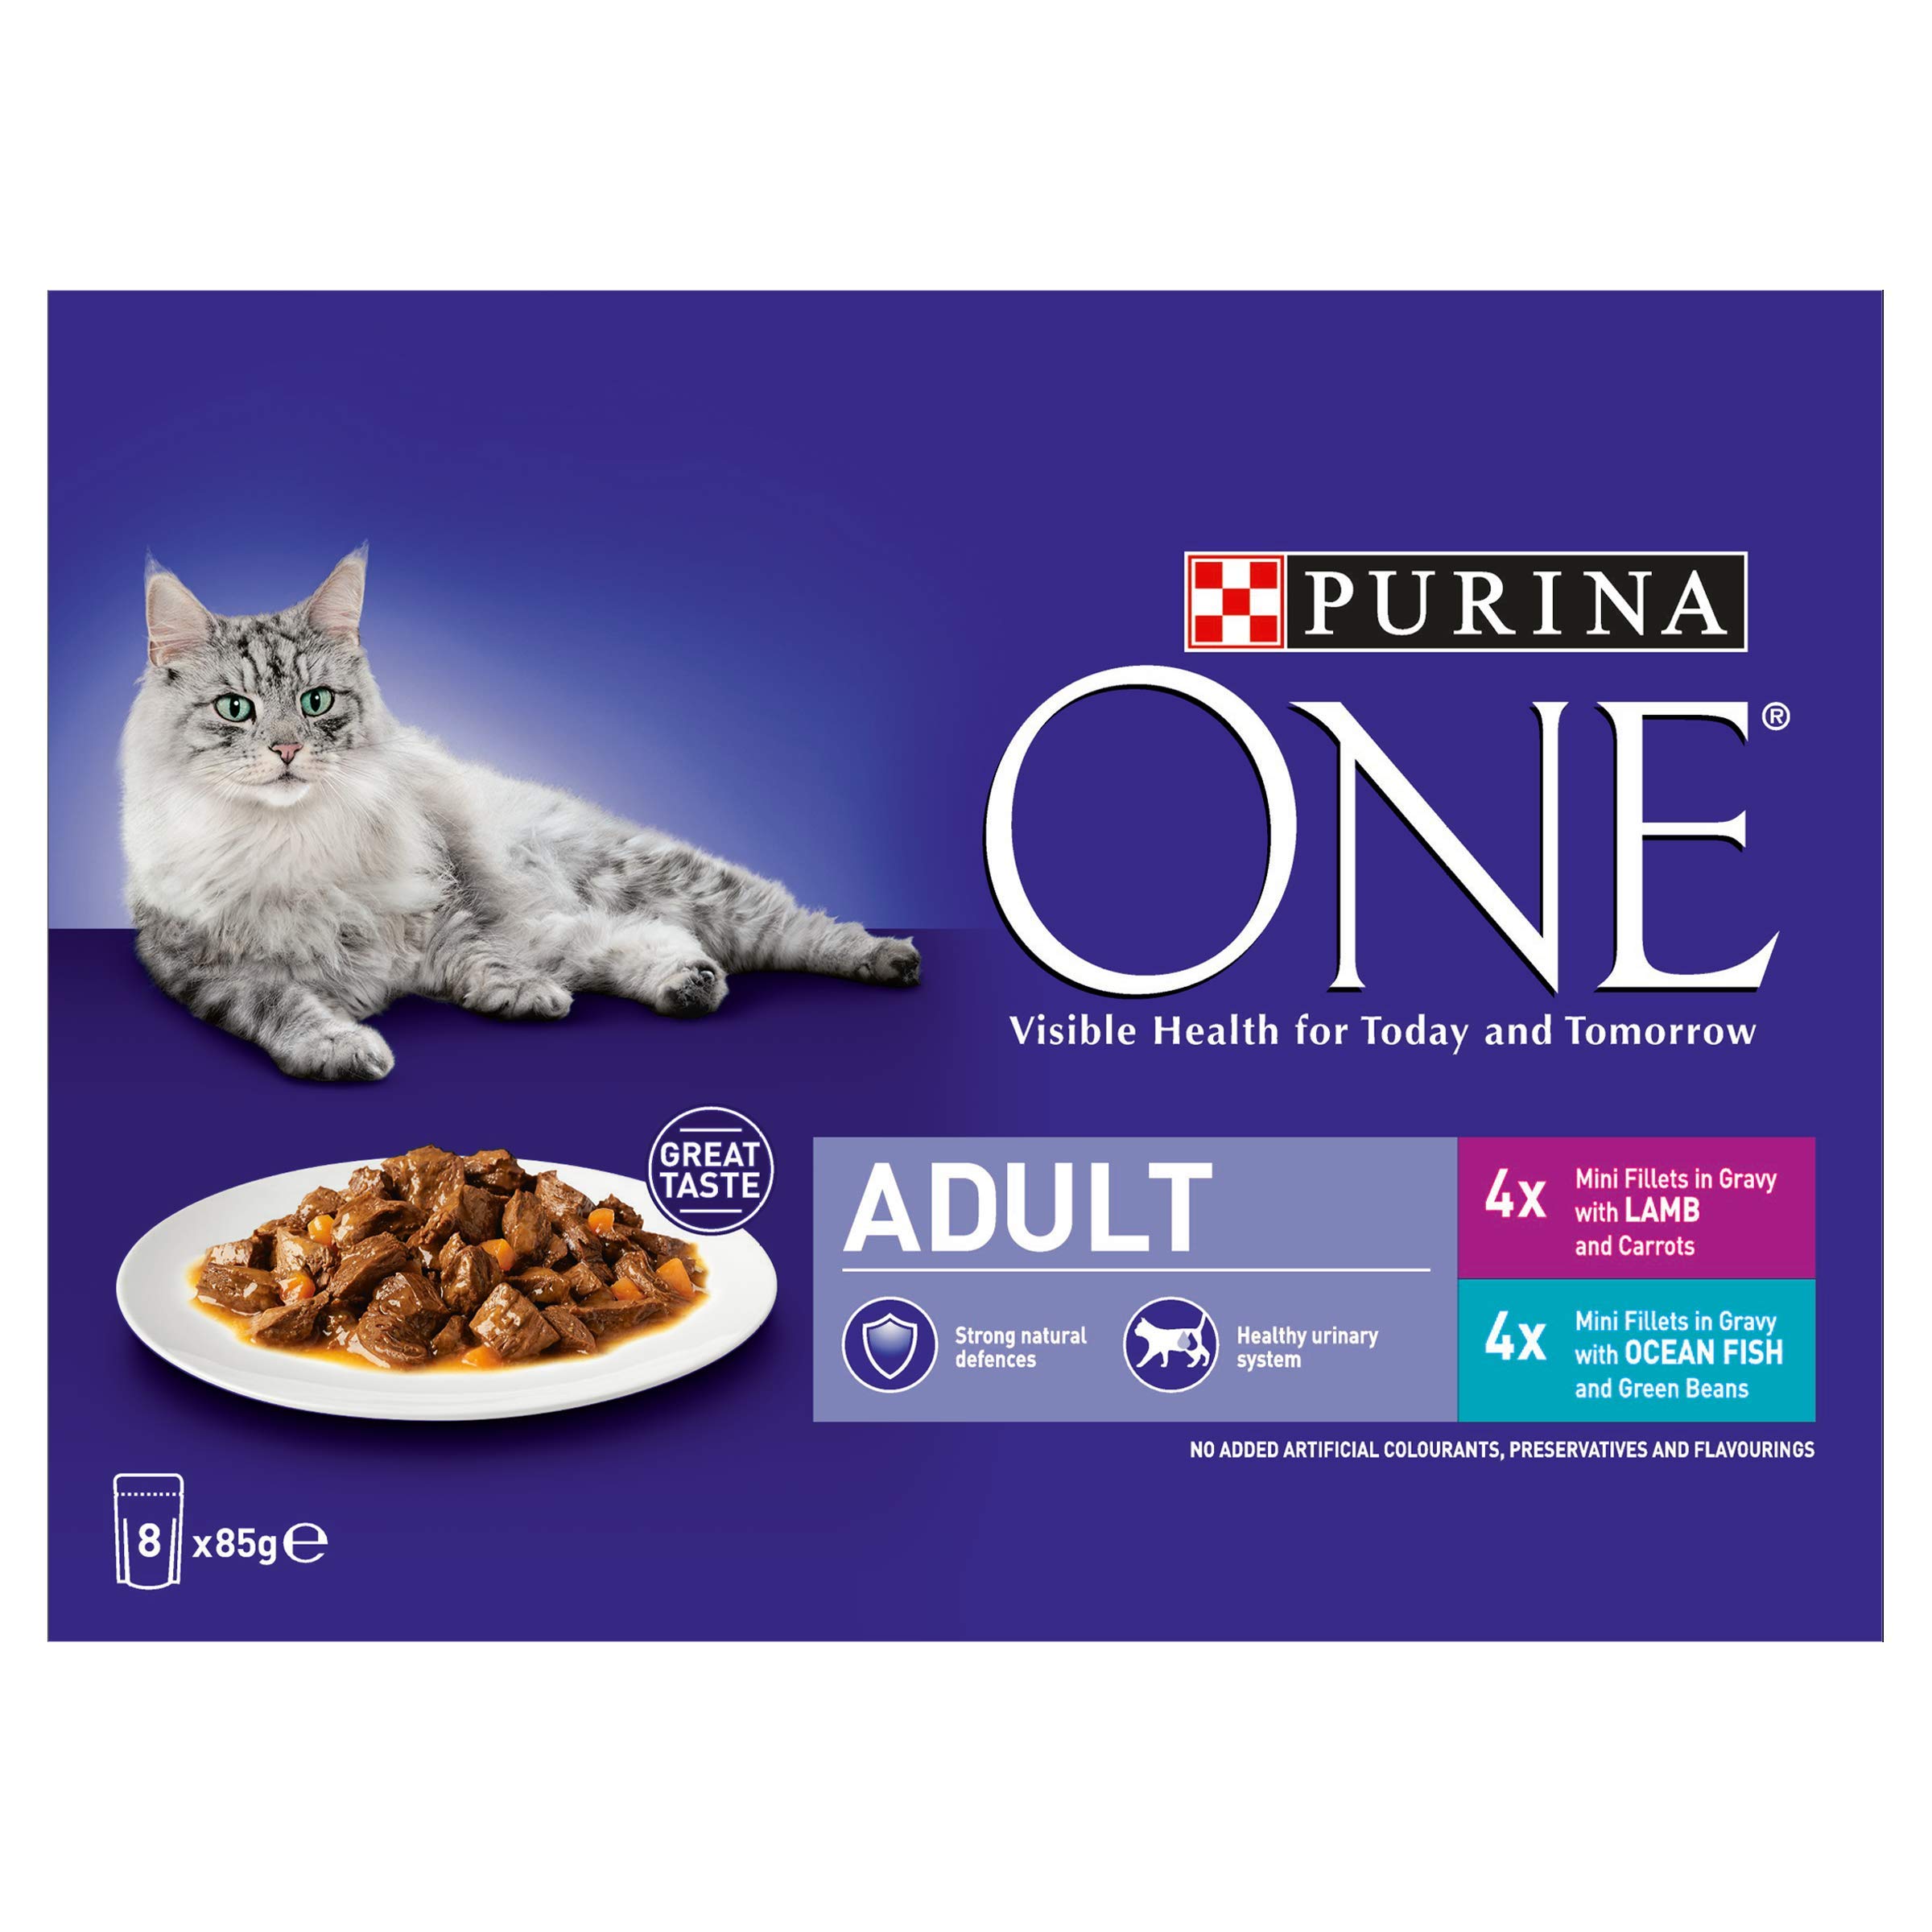 PURINA
ONE®
Visible Health for Today and Tomorrow
GREAT
TASTE
ADULT
Strong natural
defences
Healthy urinary
system
4x
Mini Fillets in Gravy
with LAMB
and Carrots
4x
Mini Fillets in Gravy
with OCEAN FISH
and Green Beans
NO ADDED ARTIFICIAL COLOURANTS, PRESERVATIVES AND FLAVOURINGS
8 x85g℮